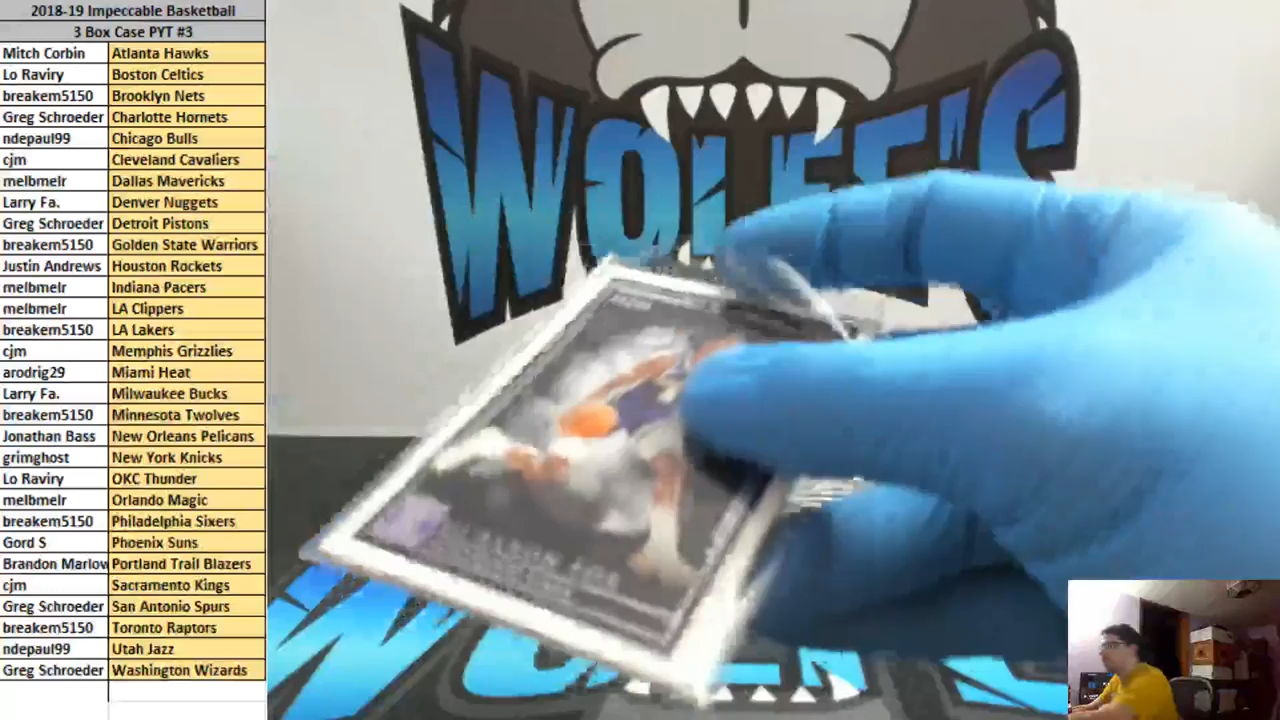 2018-19 Impeccable Basketball
3 Box Case PYT #3
Mitch Corbin Atlanta Hawks
Lo Raviry Boston Celtics
breakem5150 Brooklyn Nets
Greg Schroeder Charlotte Hornets
ndepaul99 Chicago Bulls
cjm Cleveland Cavaliers
melbmelr Dallas Mavericks
Larry Fa. Denver Nuggets
Greg Schroeder Detroit Pistons
breakem5150 Golden State Warriors
Justin Andrews Houston Rockets
melbmelr Indiana Pacers
melbmelr LA Clippers
breakem5150 LA Lakers
cjm Memphis Grizzlies
arodrig29 Miami Heat
Larry Fa. Milwaukee Bucks
breakem5150 Minnesota Twolves
Jonathan Bass New Orleans Pelicans
grimghost New York Knicks
Lo Raviry OKC Thunder
melbmelr Orlando Magic
breakem5150 Philadelphia Sixers
Gord S Phoenix Suns
Brandon Marlow Portland Trail Blazers
cjm Sacramento Kings
Greg Schroeder San Antonio Spurs
breakem5150 Toronto Raptors
ndepaul99 Utah Jazz
Greg Schroeder Washington Wizards
WOLFE'S